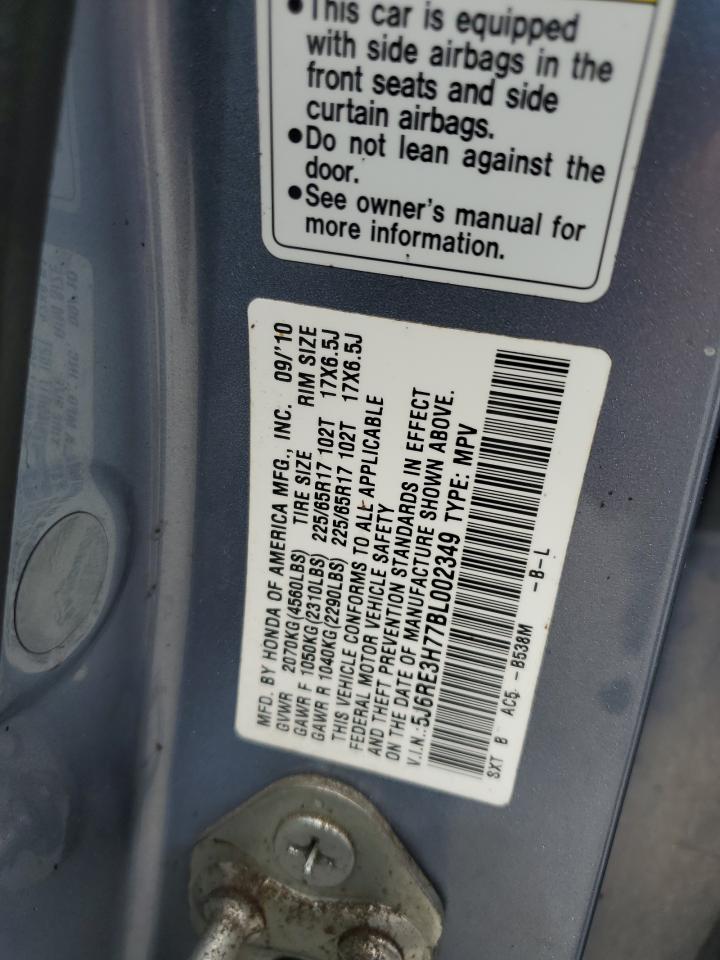 •This car is equipped
with side airbags in the
front seats and side
curtain airbags.
•Do not lean against the
door.
•See owner's manual for
more information.
MFD. BY HONDA OF AMERICA MFG., INC. 09/'10
GVWR 2070KG(4560LBS) TIRE SIZE RIM SIZE
GAWR F 1050KG(2310LBS) 225/65R17 102T 17X6.5J
GAWR R 1040KG(2290LBS) 225/65R17 102T 17X6.5J
THIS VEHICLE CONFORMS TO ALL APPLICABLE
FEDERAL MOTOR VEHICLE SAFETY
AND THEFT PREVENTION STANDARDS IN EFFECT
ON THE DATE OF MANUFACTURE SHOWN ABOVE.
V.I.N.:5J6RE3H77BL002349 TYPE: MPV
SXT B AC5 -B538M -B-L